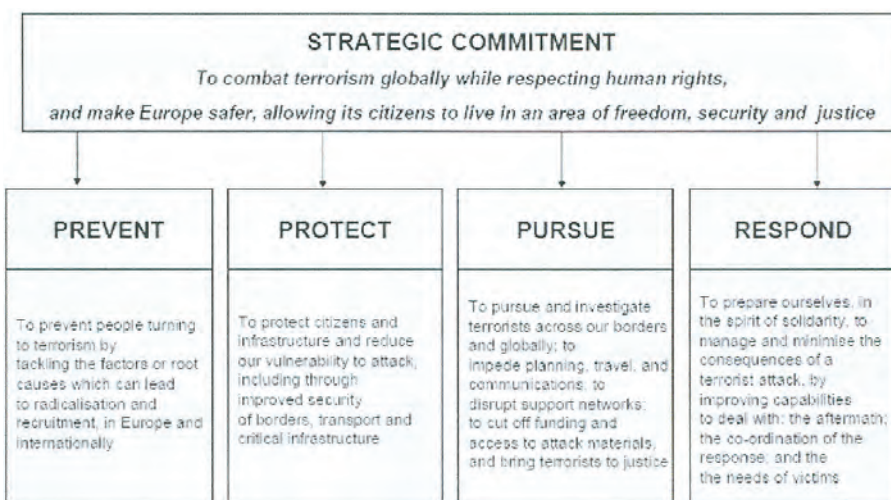 STRATEGIC COMMITMENT
To combat terrorism globally while respecting human rights,
and make Europe safer, allowing its citizens to live in an area of freedom, security and justice
PREVENT
To prevent people turning
to terrorism by
tackling the factors or root
causes which can lead
to radicalisation and
recruitment, in Europe and
internationally
PROTECT
To protect citizens and
infrastructure and reduce
our vulnerability to attack,
including through
improved security
of borders, transport and
critical infrastructure
PURSUE
To pursue and investigate
terrorists across our borders
and globally; to
impede planning, travel, and
communications; to
disrupt support networks;
to cut off funding and
access to attack materials,
and bring terrorists to justice
RESPOND
To prepare ourselves, in
the spirit of solidarity, to
manage and minimise the
consequences of a
terrorist attack, by
improving capabilities
to deal with: the aftermath;
the co-ordination of the
response; and the
the needs of victims